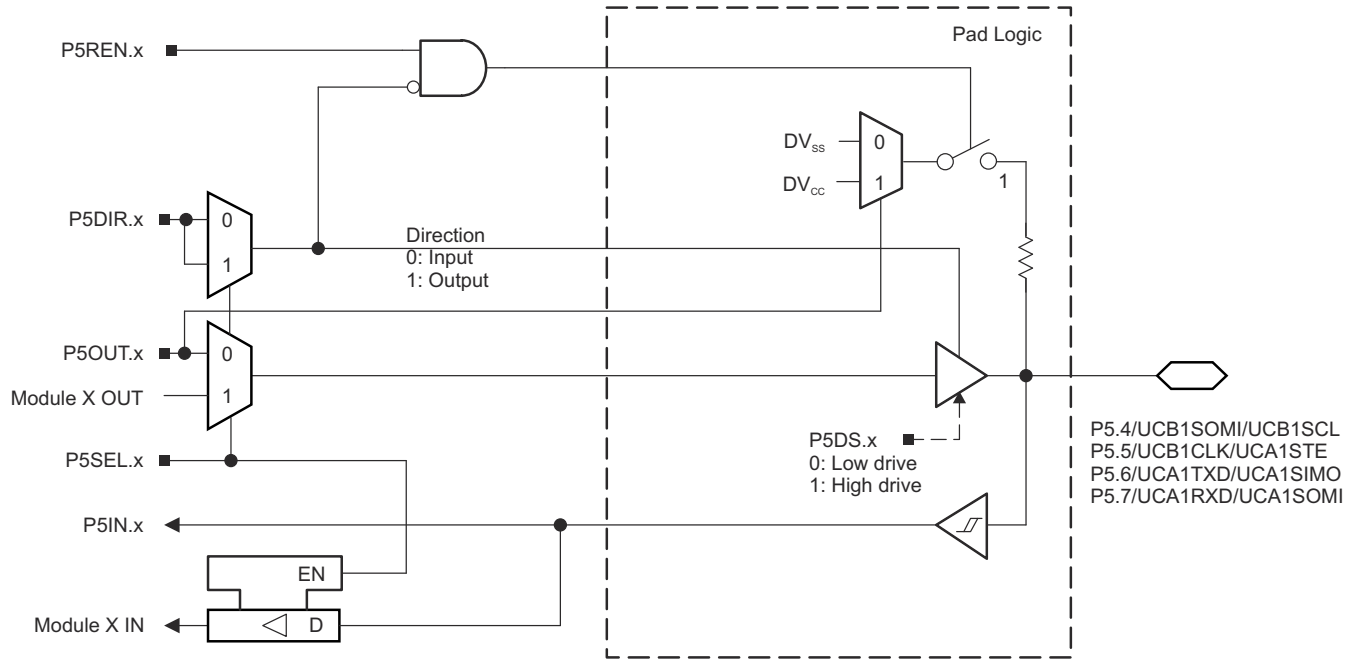 Pad Logic
P5REN.x
DVSS
0
DVCC
1
1
P5DIR.x
0
1
Direction
0: Input
1: Output
P5OUT.x
0
Module X OUT
1
P5DS.x
0: Low drive
1: High drive
P5.4/UCB1SOMI/UCB1SCL
P5.5/UCB1CLK/UCA1STE
P5.6/UCA1TXD/UCA1SIMO
P5.7/UCA1RXD/UCA1SOMI
P5SEL.x
P5IN.x
EN
Module X IN
D